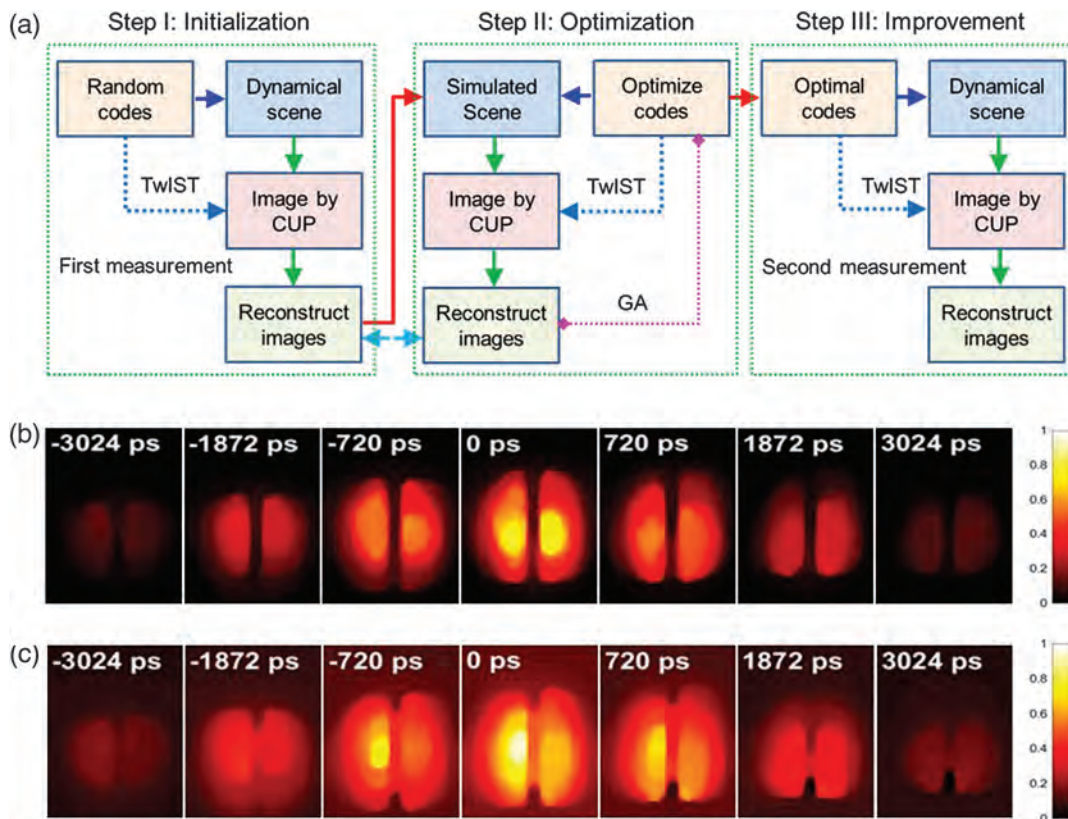 (a)
Step I: Initialization
Step II: Optimization
Step III: Improvement
Random codes
Dynamical scene
TwIST
Image by CUP
First measurement
Reconstruct images
Simulated Scene
Optimize codes
TwIST
Image by CUP
GA
Reconstruct images
Optimal codes
Dynamical scene
TwIST
Image by CUP
Second measurement
Reconstruct images
(b)
-3024 ps
-1872 ps
-720 ps
0 ps
720 ps
1872 ps
3024 ps
1
0.8
0.6
0.4
0.2
0
(c)
-3024 ps
-1872 ps
-720 ps
0 ps
720 ps
1872 ps
3024 ps
1
0.8
0.6
0.4
0.2
0